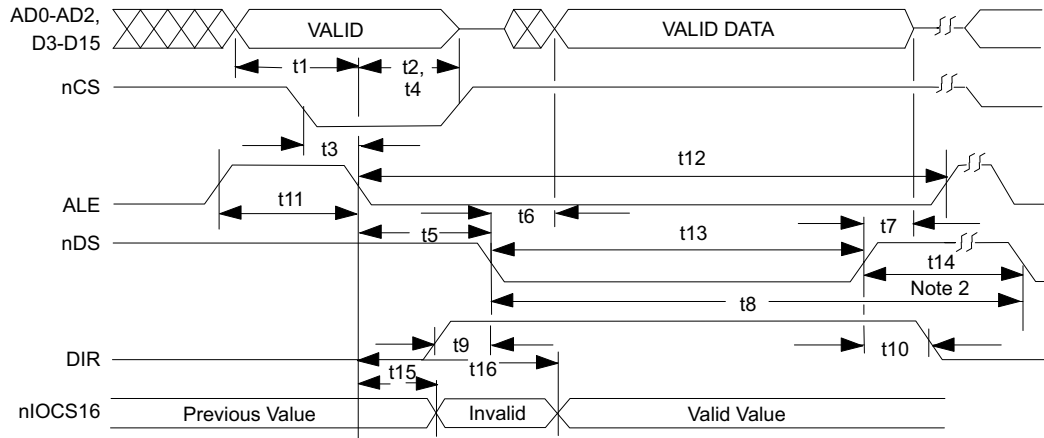 AD0-AD2,
D3-D15
VALID
VALID DATA
t1
t2,
t4
nCS
t3
t12
ALE
t11
t6
t7
t5
t13
nDS
t14
Note 2
t8
t9
t10
DIR
t16
t15
nIOCS16
Previous Value
Invalid
Valid Value